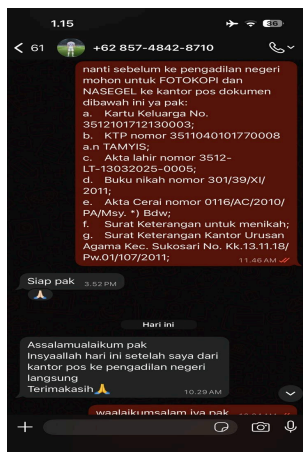 1.15
36
61
+62 857-4842-8710
nanti sebelum ke pengadilan negeri
mohon untuk FOTOKOPI dan
NASEGEL ke kantor pos dokumen
dibawah ini ya pak:
a. Kartu Keluarga No.
3512101712130003;
b. KTP nomor 3511040101770008
a.n TAMYIS;
c. Akta lahir nomor 3512-
LT-13032025-0005;
d. Buku nikah nomor 301/39/XI/
2011;
e. Akta Cerai nomor 0116/AC/2010/
PA/Msy. *) Bdw;
f. Surat Keterangan untuk menikah;
g. Surat Keterangan Kantor Urusan
Agama Kec. Sukosari No. Kk.13.11.18/
Pw.01/107/2011;
11.46 AM
Siap pak 3.52 PM
Hari ini
Assalamualaikum pak
Insyaallah hari ini setelah saya dari
kantor pos ke pengadilan negeri
langsung
Terimakasih
10.29 AM
waalaikumsalam iya pak